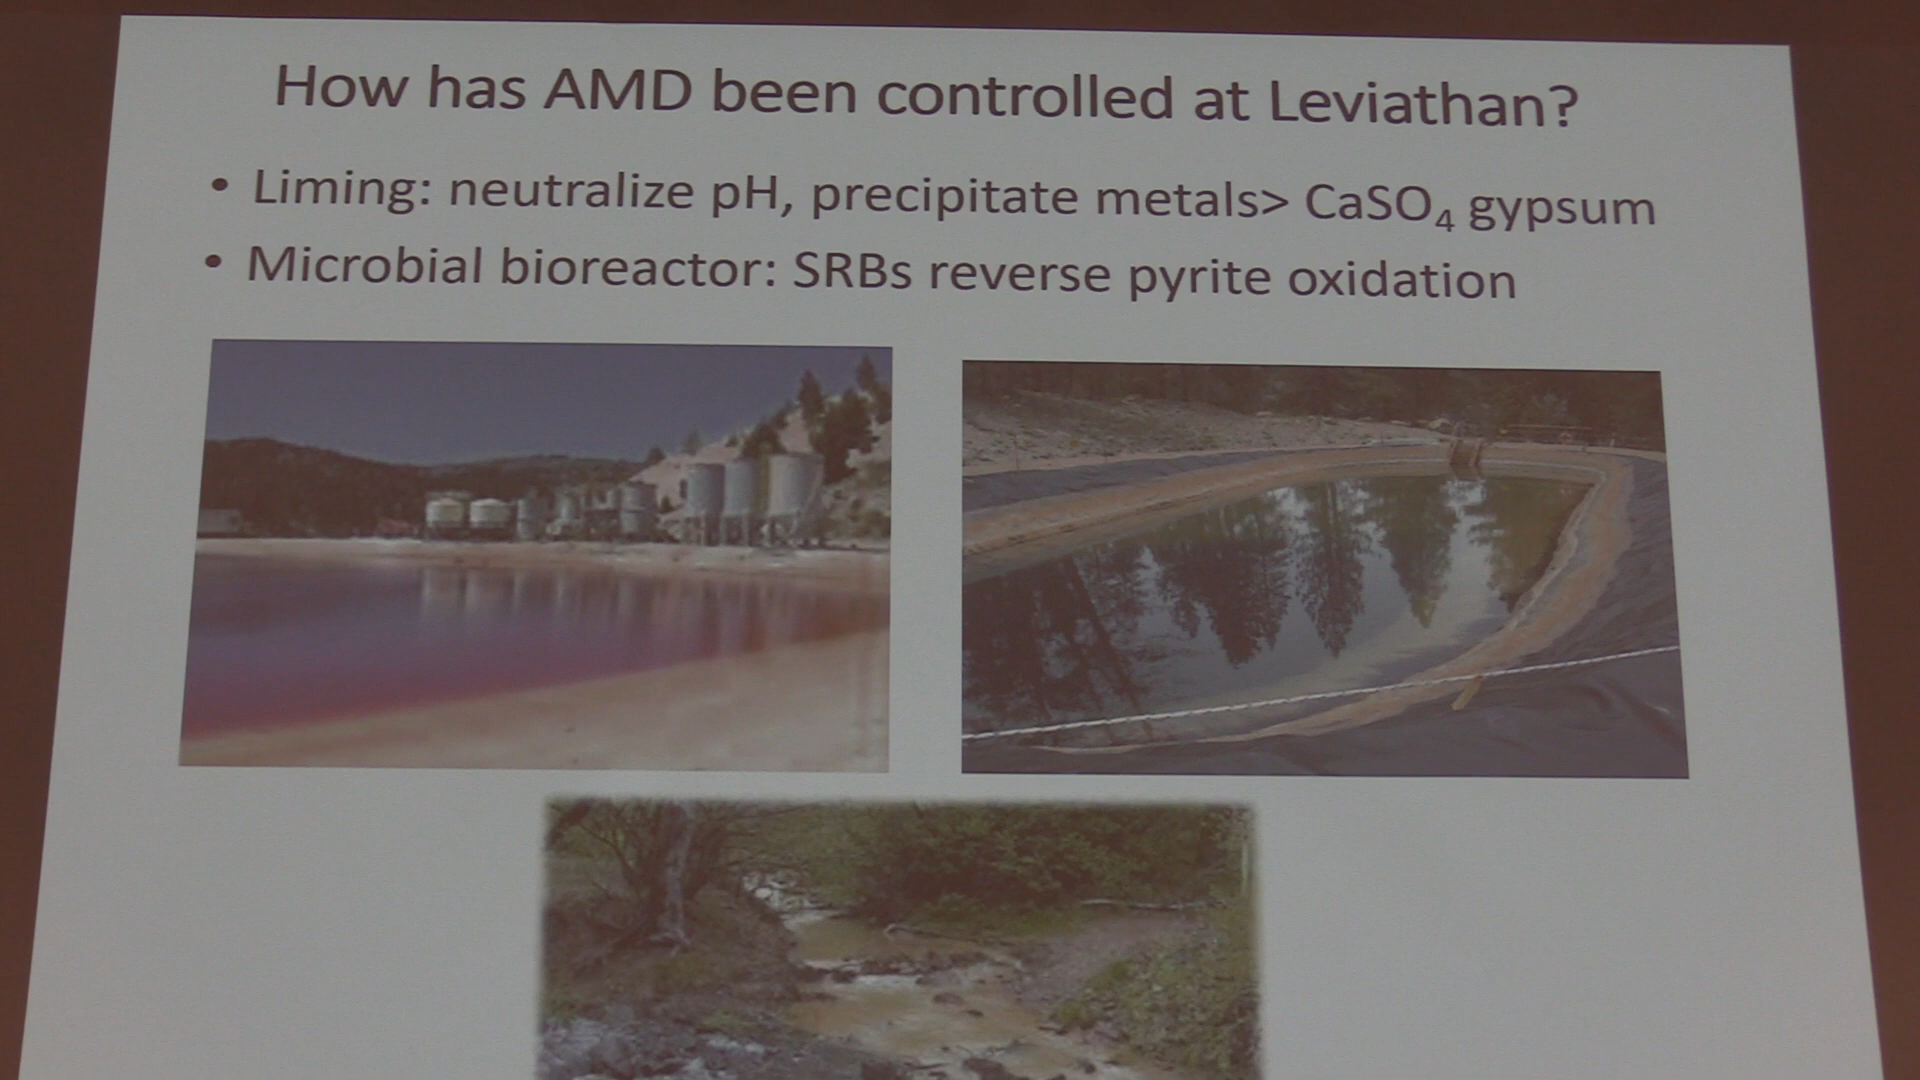 How has AMD been controlled at Leviathan?
• Liming: neutralize pH, precipitate metals> CaSO₄ gypsum
• Microbial bioreactor: SRBs reverse pyrite oxidation